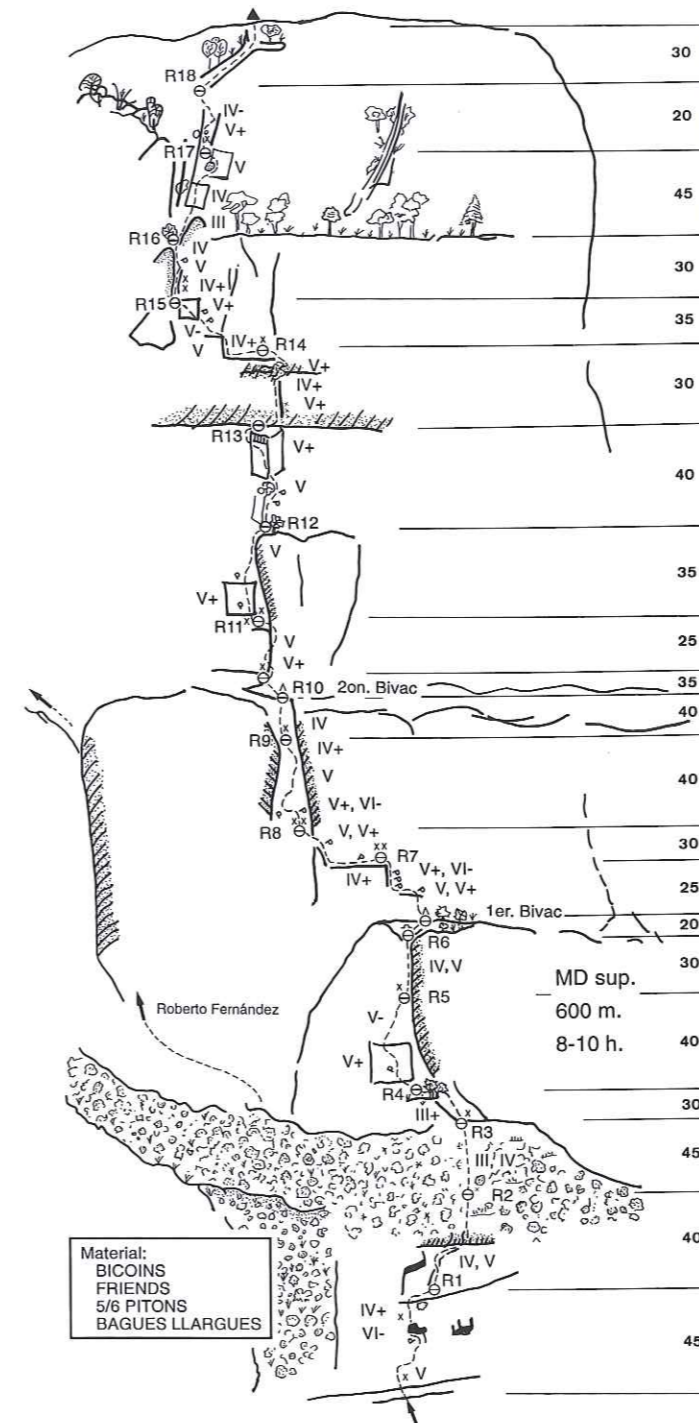 30
R18
20
IV-
V+
R17
V
45
IV
III
R16
IV
V
30
IV+
R15
V+
35
V-
V
IV+
R14
V+
IV+
30
V+
R13
V+
40
V
R12
V
35
V+
R11
V
25
V+
35
R10
2on. Bivac
40
IV
R9
IV+
V
40
V+, VI-
R8
V, V+
30
R7
IV+
V+, VI-
25
V, V+
1er. Bivac
20
R6
IV, V
30
MD sup.
R5
Roberto Fernández
600 m.
V-
8-10 h.
40
V+
R4
30
III+
R3
45
III, IV
R2
40
Material:
BICOINS
FRIENDS
5/6 PITONS
BAGUES LLARGUES
IV, V
R1
IV+
VI-
45
V